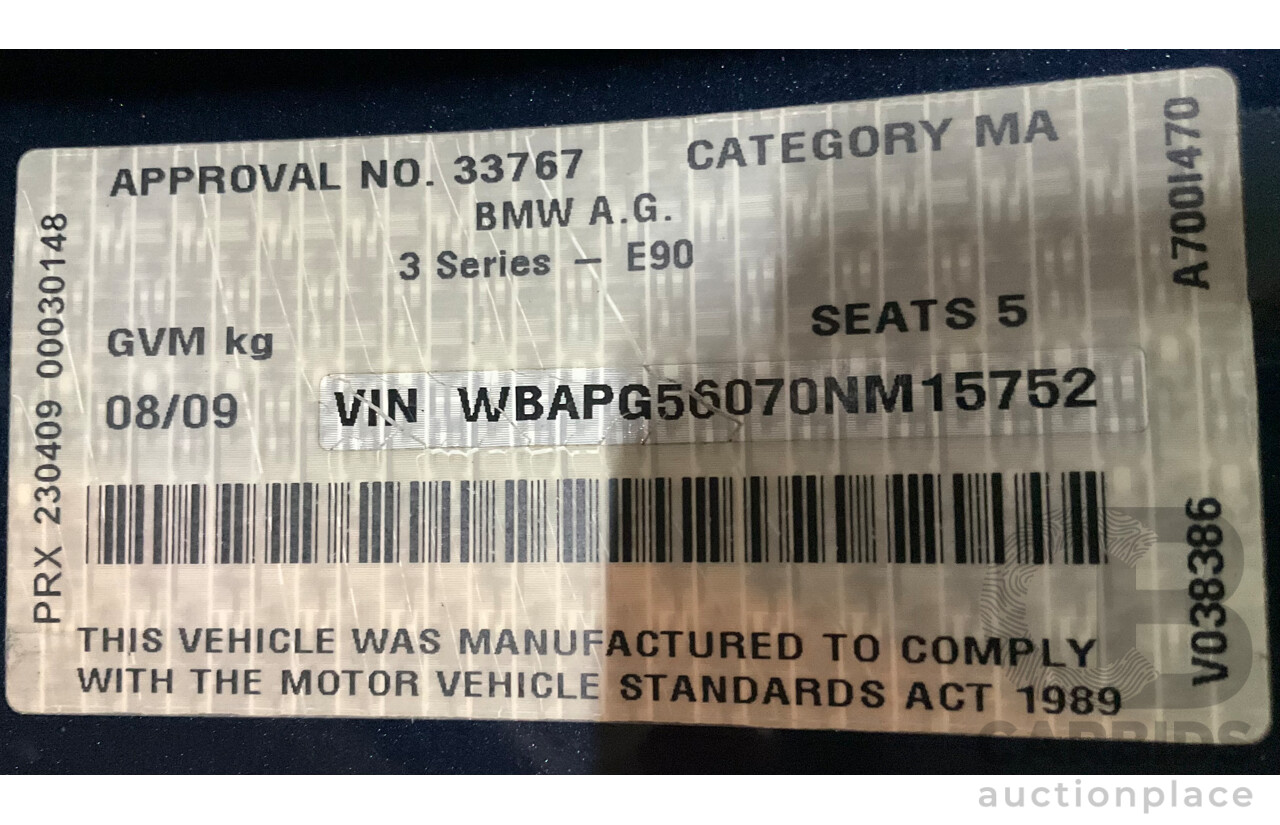 APPROVAL NO. 33767
CATEGORY MA
BMW A.G.
3 Series – E90
SEATS 5
GVM kg
08/09
VIN WBAPG56070NM15752
THIS VEHICLE WAS MANUFACTURED TO COMPLY
WITH THE MOTOR VEHICLE STANDARDS ACT 1989
PRX 230409 00030148
A700I470
V038386
CARBIDS
auctionplace